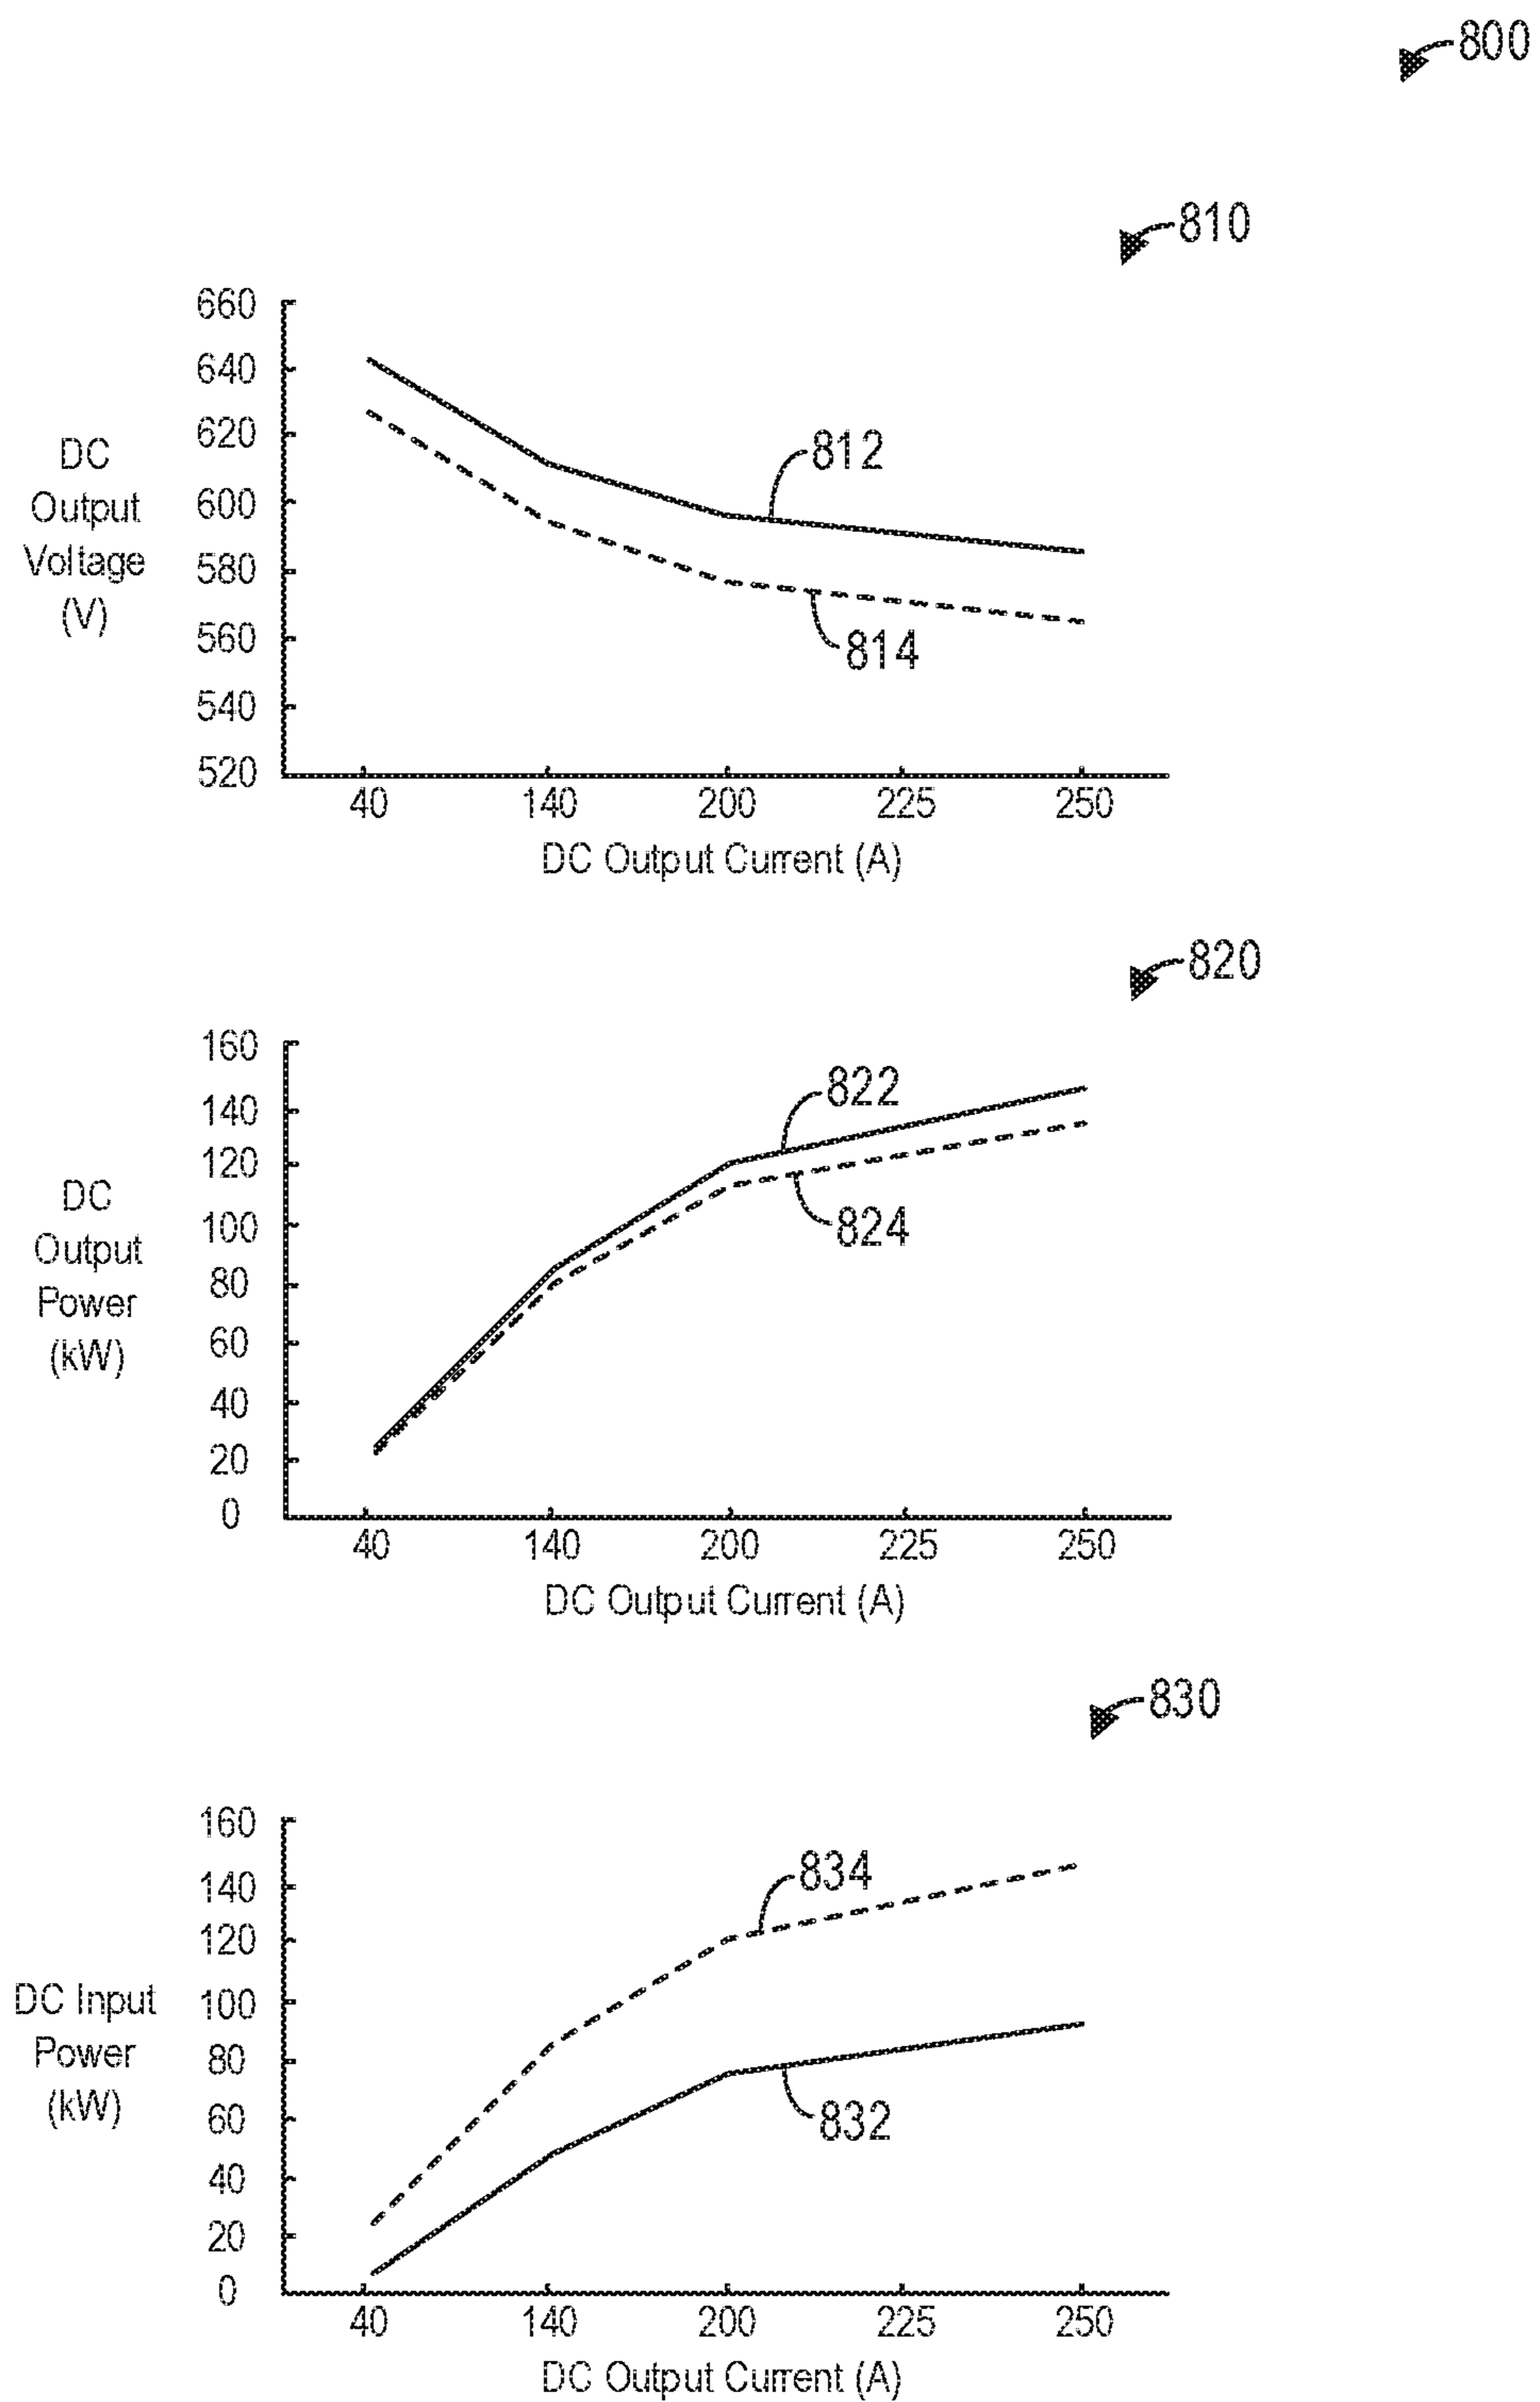 800
810
660
640
620
600
580
560
540
520
DC
Output
Voltage
(V)
812
814
40 140 200 225 250
DC Output Current (A)
820
160
140
120
100
80
60
40
20
0
DC
Output
Power
(kW)
822
824
40 140 200 225 250
DC Output Current (A)
830
160
140
120
100
80
60
40
20
0
DC Input
Power
(kW)
834
832
40 140 200 225 250
DC Output Current (A)